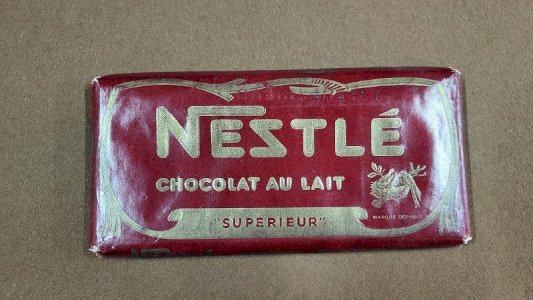 NESTLÉ
CHOCOLAT AU LAIT
MARQUE DÉPOSÉE
"SUPÉRIEUR"